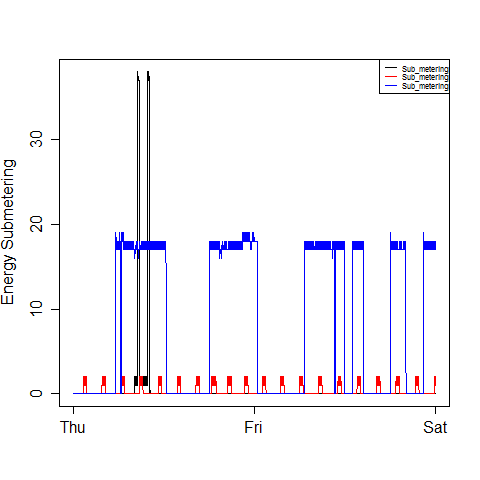 Sub_metering
Sub_metering
Sub_metering
Energy Submetering
30
20
10
0
Thu Fri Sat